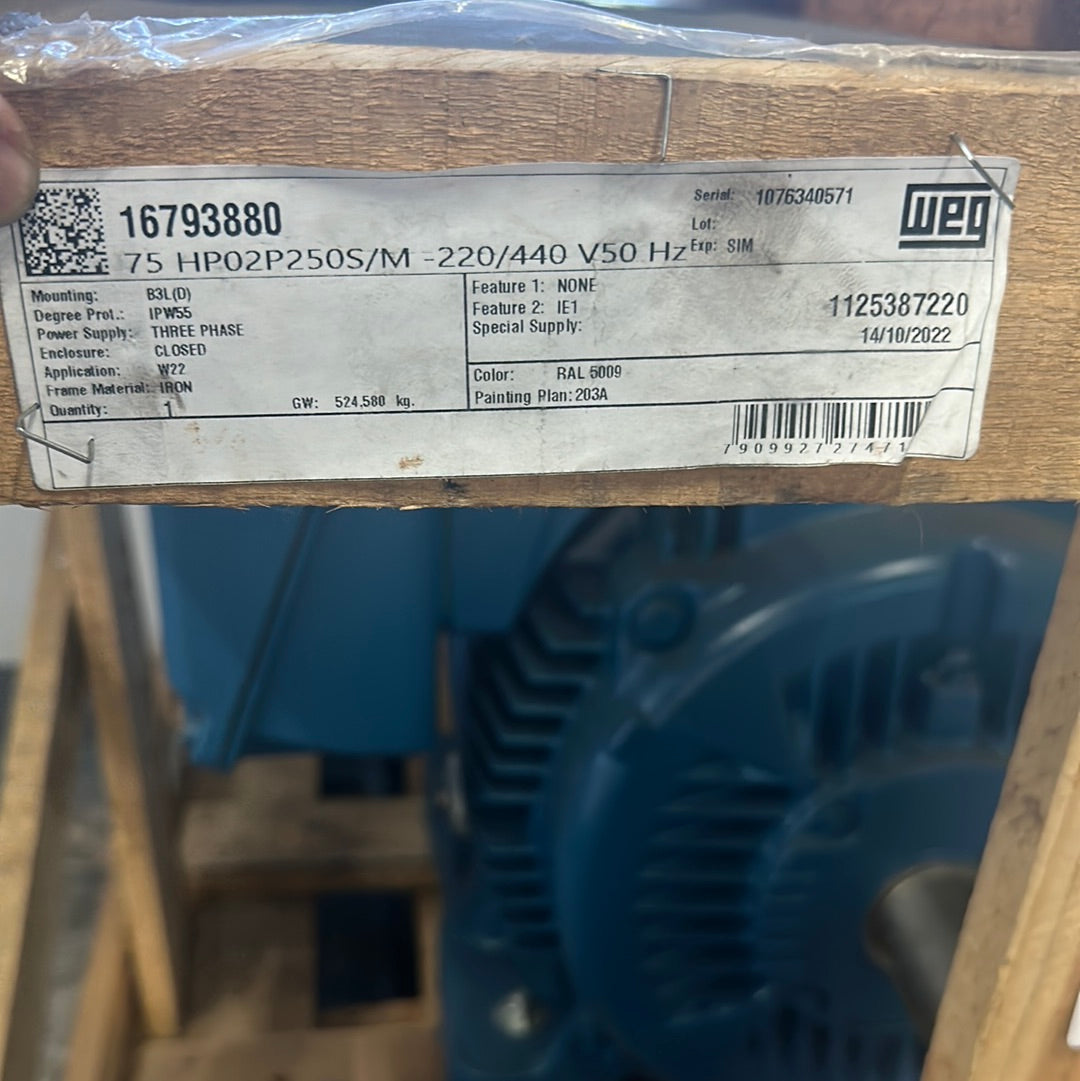 16793880
75 HP02P250S/M -220/440 V50 Hz
Serial: 1076340571
Lot:
Exp: SIM
weg
Mounting: B3L(D)
Degree Prot.: IPW55
Power Supply: THREE PHASE
Enclosure: CLOSED
Application: W22
Frame Material: IRON
Quantity: 1
GW: 524,580 kg.
Feature 1: NONE
Feature 2: IE1
Special Supply:
1125387220
14/10/2022
Color: RAL 5009
Painting Plan: 203A
790992727471